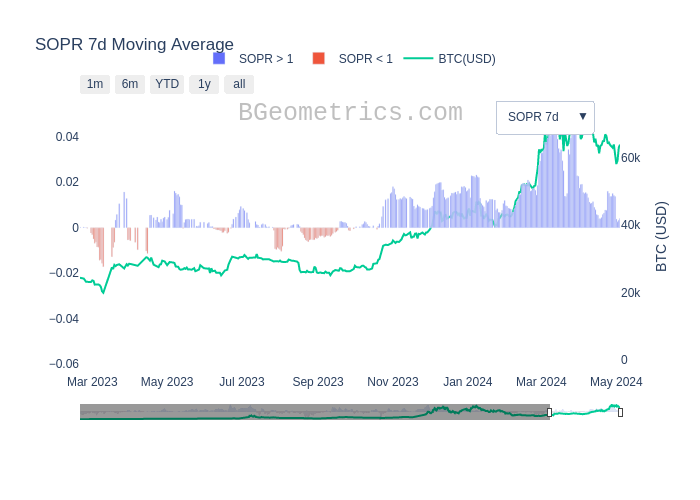 SOPR 7d Moving Average
SOPR > 1 SOPR < 1 BTC(USD)
1m 6m YTD 1y all
BGeometrics.com
SOPR 7d ▼
0.04
0.02
0
−0.02
−0.04
−0.06
60k
40k
20k
0
BTC (USD)
Mar 2023 May 2023 Jul 2023 Sep 2023 Nov 2023 Jan 2024 Mar 2024 May 2024